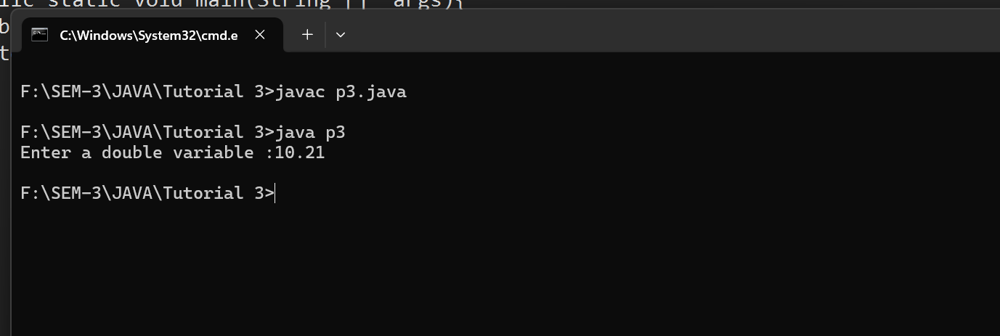 static void main(String [] args){
b
C:\Windows\System32\cmd.e
t
F:\SEM-3\JAVA\Tutorial 3>javac p3.java
F:\SEM-3\JAVA\Tutorial 3>java p3
Enter a double variable :10.21
F:\SEM-3\JAVA\Tutorial 3>